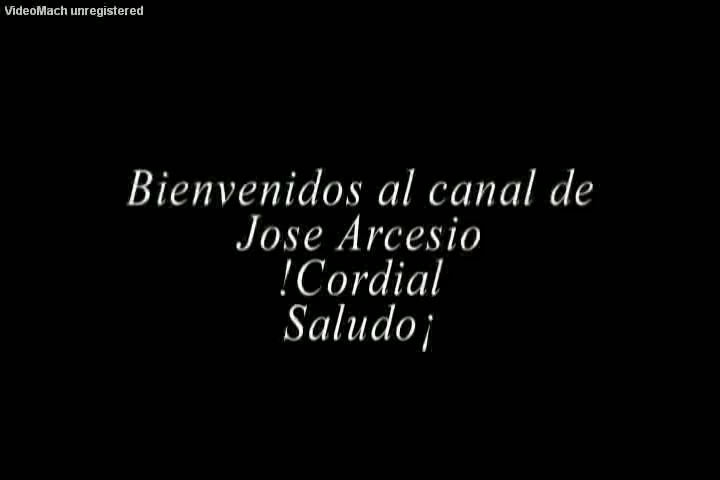 VideoMach unregistered
Bienvenidos al canal de
Jose Arcesio
!Cordial
Saludo¡